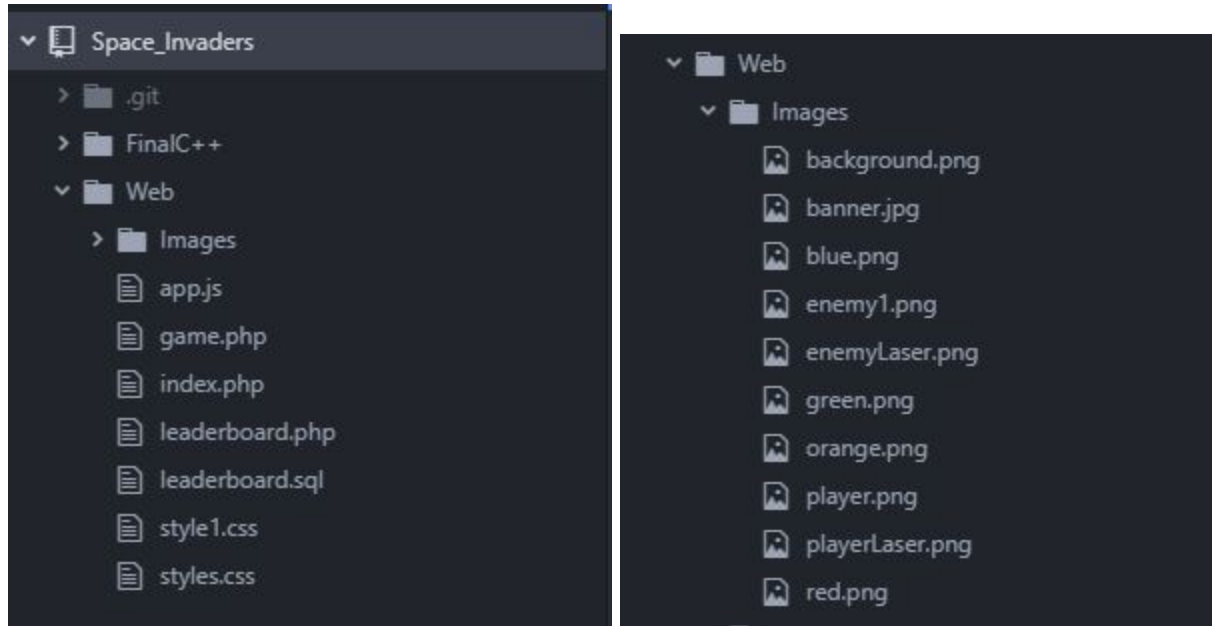 Space_Invaders
.git
FinalC++
Web
Images
app.js
game.php
index.php
leaderboard.php
leaderboard.sql
style1.css
styles.css
Web
Images
background.png
banner.jpg
blue.png
enemy1.png
enemyLaser.png
green.png
orange.png
player.png
playerLaser.png
red.png